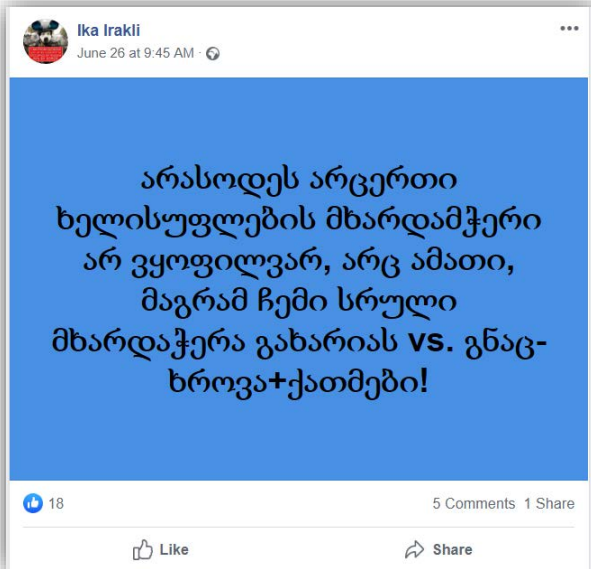 Ika Irakli
June 26 at 9:45 AM ·
არასოდეს არცერთი
ხელისუფლების მხარდამჭერი
არ ვყოფილვარ, არც ამათი,
მაგრამ ჩემი სრული
მხარდაჭერა გახარიას vs. გნაც-
ხროვა+ქათმები!
18
5 Comments 1 Share
Like
Share